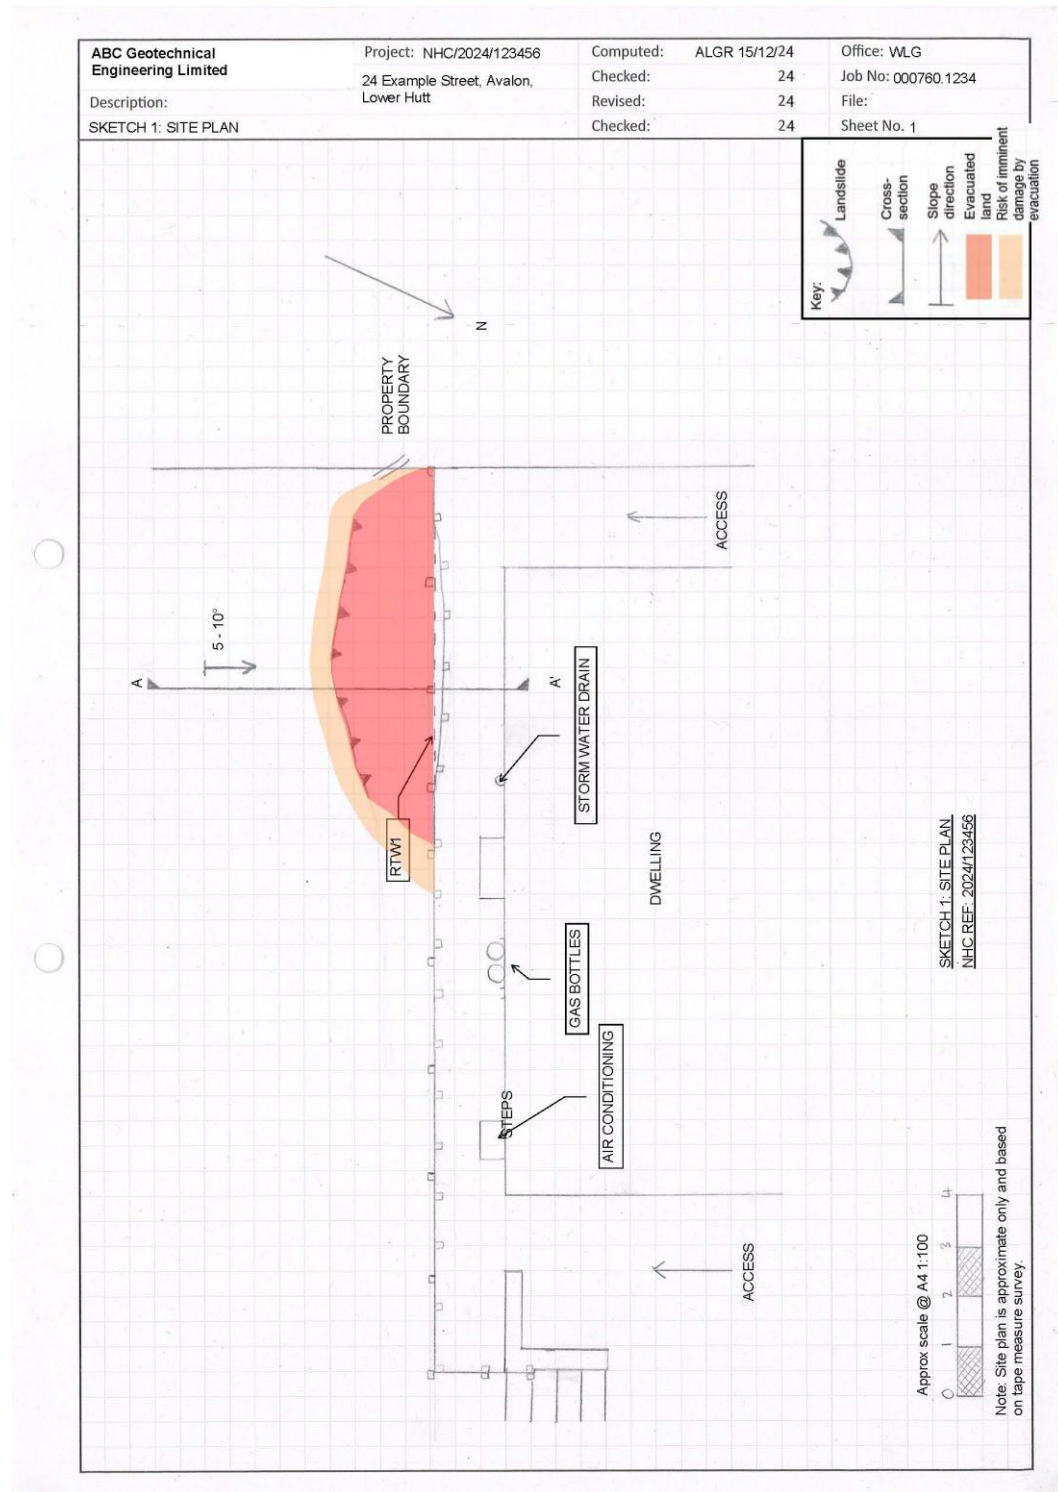 ABC Geotechnical
Engineering Limited
Description:
SKETCH 1: SITE PLAN
Project: NHC/2024/123456
24 Example Street, Avalon,
Lower Hutt
Computed: ALGR 15/12/24
Checked: 24
Revised: 24
Checked: 24
Office: WLG
Job No: 000760.1234
File:
Sheet No. 1
Key:
Landslide
Cross-
section
Slope
direction
Evacuated
land
Risk of imminent
damage by
evacuation
N
PROPERTY
BOUNDARY
ACCESS
5 - 10°
A
A'
STORM WATER DRAIN
RTW1
DWELLING
GAS BOTTLES
AIR CONDITIONING
STEPS
ACCESS
SKETCH 1: SITE PLAN
NHC REF: 2024/123456
Approx scale @ A4 1:100
0 1 2 3 4
Note: Site plan is approximate only and based
on tape measure survey.